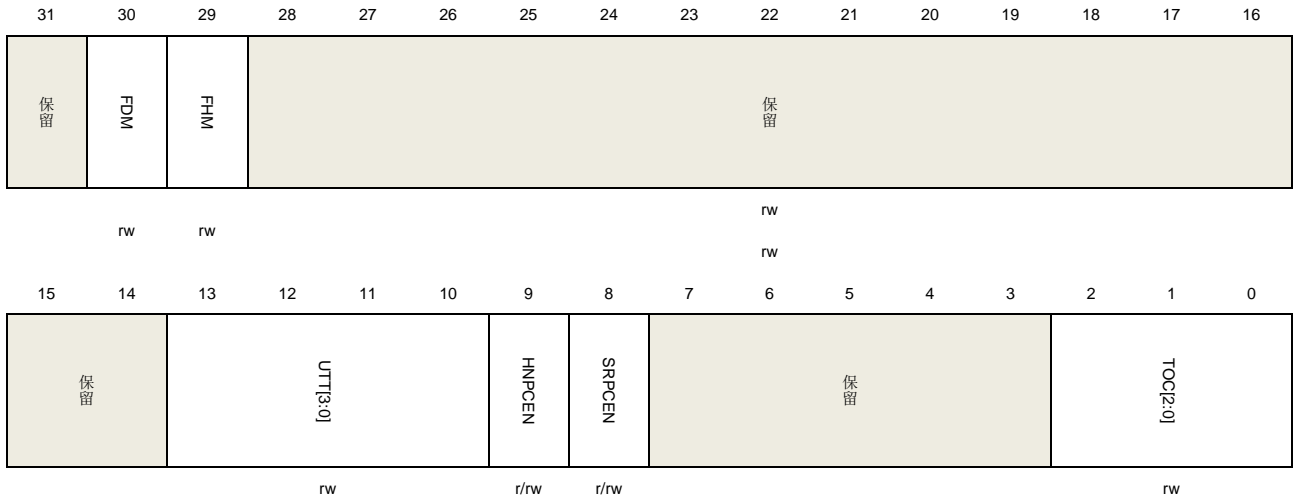 31 30 29 28 27 26 25 24 23 22 21 20 19 18 17 16
保留 FDM FHM 保留
rw
rw rw
rw
15 14 13 12 11 10 9 8 7 6 5 4 3 2 1 0
保留 UTT[3:0] HNPCEN SRPCEN 保留 TOC[2:0]
rw r/rw r/rw rw